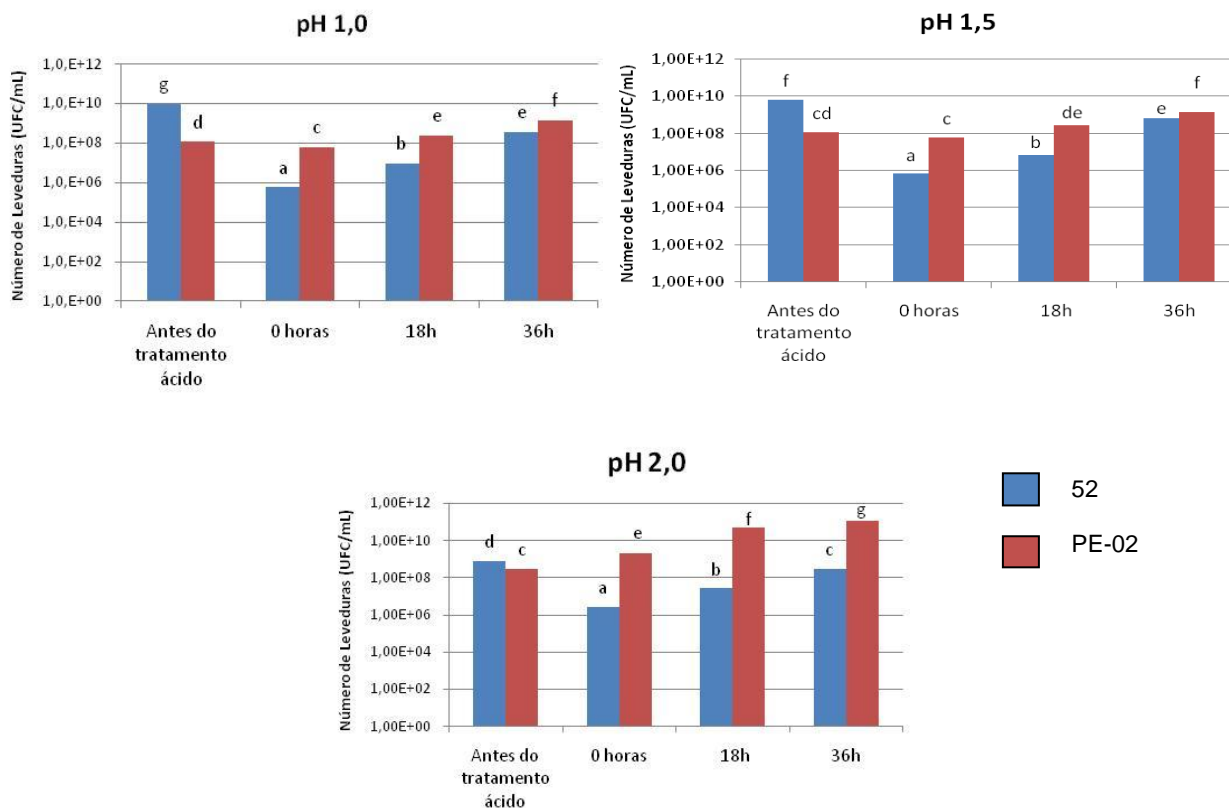 pH 1,0
Número de Leveduras (UFC/mL)
1,0,E+12
1,0,E+10
1,0,E+08
1,0,E+06
1,0,E+04
1,0,E+02
1,0,E+00
g
d
a
c
b
e
e
f
Antes do
tratamento
ácido
0 horas
18h
36h
pH 1,5
Número de Leveduras (UFC/mL)
1,00E+12
1,00E+10
1,00E+08
1,00E+06
1,00E+04
1,00E+02
1,00E+00
f
cd
a
c
b
de
e
f
Antes do
tratamento
ácido
0 horas
18h
36h
pH 2,0
Número de Leveduras (UFC/mL)
1,00E+12
1,00E+10
1,00E+08
1,00E+06
1,00E+04
1,00E+02
1,00E+00
d
c
a
e
b
f
c
g
Antes do
tratamento
ácido
0 horas
18h
36h
52
PE-02